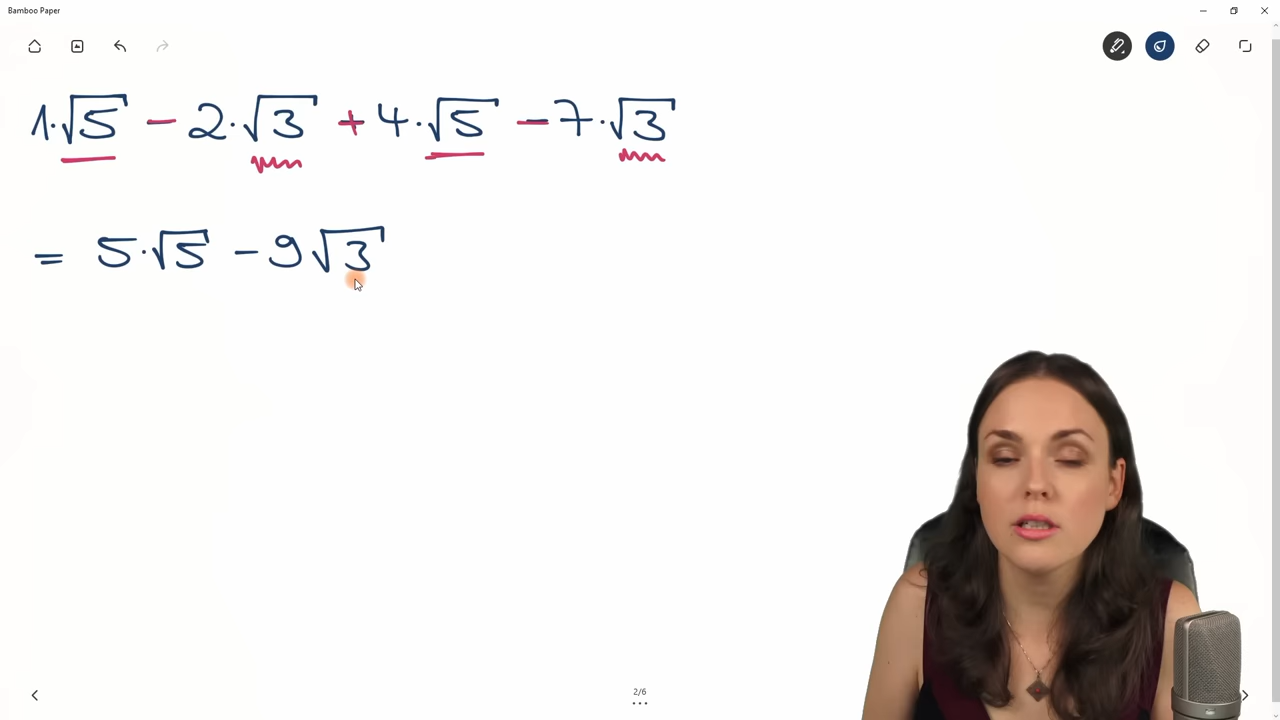 Bamboo Paper
1·√5 - 2·√3 + 4·√5 - 7·√3
= 5·√5 - 9√3
2/6